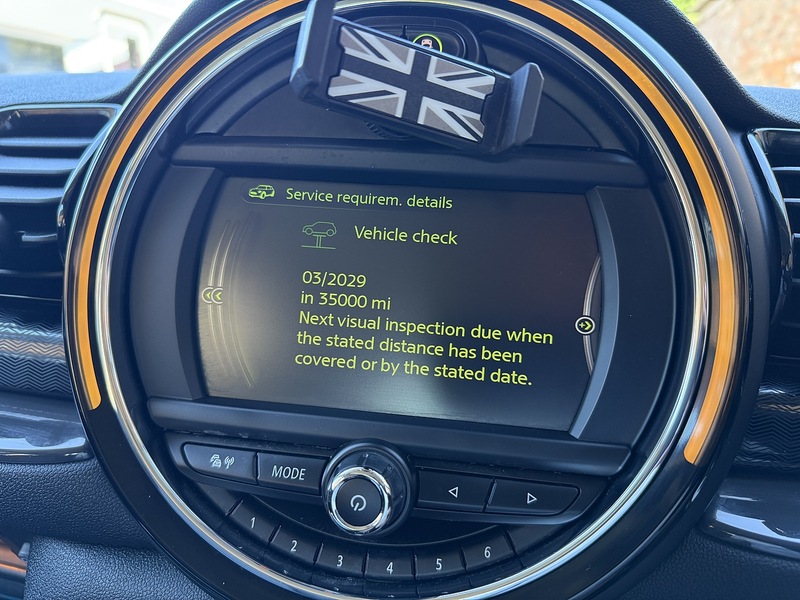 Service requirem. details
Vehicle check
03/2029
in 35000 mi
Next visual inspection due when
the stated distance has been
covered or by the stated date.
MODE
1 2 3 4 5 6